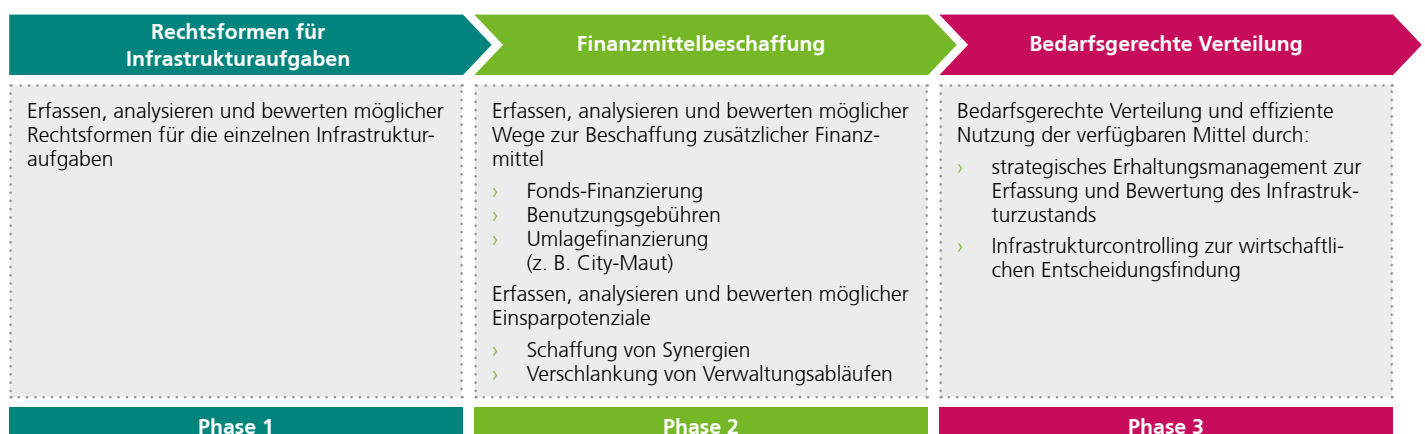 Rechtsformen für
Infrastrukturaufgaben
Erfassen, analysieren und bewerten möglicher
Rechtsformen für die einzelnen Infrastruktur-
aufgaben
Phase 1
Finanzmittelbeschaffung
Erfassen, analysieren und bewerten möglicher
Wege zur Beschaffung zusätzlicher Finanz-
mittel
› Fonds-Finanzierung
› Benutzungsgebühren
› Umlagefinanzierung
(z. B. City-Maut)
Erfassen, analysieren und bewerten möglicher
Einsparpotenziale
› Schaffung von Synergien
› Verschlankung von Verwaltungsabläufen
Phase 2
Bedarfsgerechte Verteilung
Bedarfsgerechte Verteilung und effiziente
Nutzung der verfügbaren Mittel durch:
› strategisches Erhaltungsmanagement zur
Erfassung und Bewertung des Infrastruk-
turzustands
› Infrastrukturcontrolling zur wirtschaftli-
chen Entscheidungsfindung
Phase 3